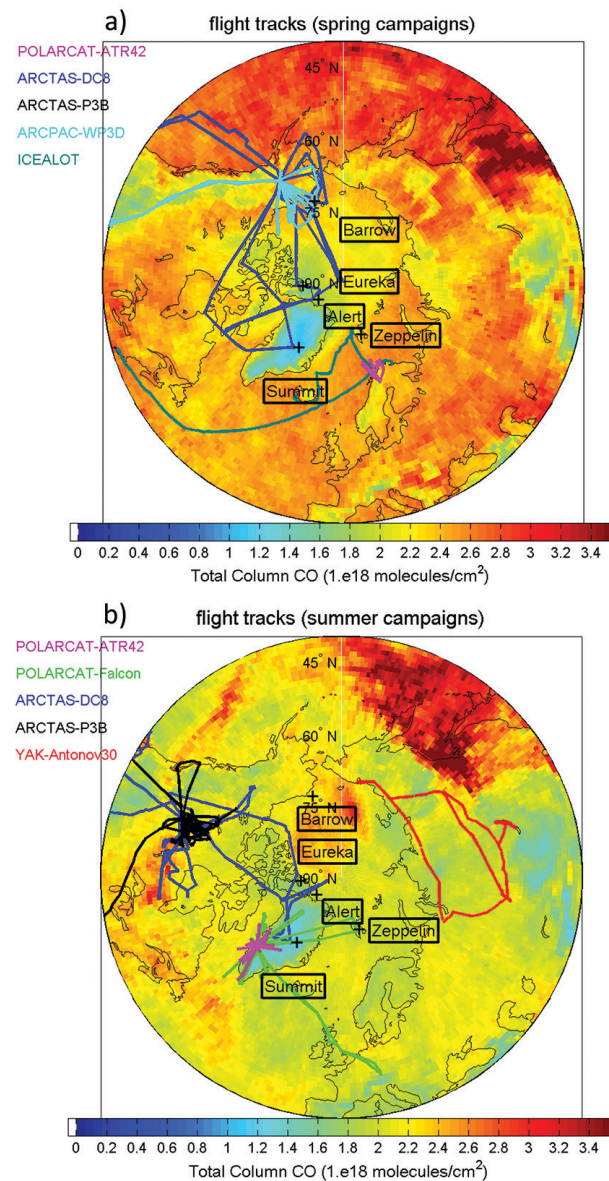 a)
flight tracks (spring campaigns)
POLARCAT-ATR42
ARCTAS-DC8
ARCTAS-P3B
ARCPAC-WP3D
ICEALOT
45° N
60° N
75° N
Barrow
90° N
Eureka
Alert
Zeppelin
Summit
0 0.2 0.4 0.6 0.8 1 1.2 1.4 1.6 1.8 2 2.2 2.4 2.6 2.8 3 3.2 3.4
Total Column CO (1.e18 molecules/cm²)
b)
flight tracks (summer campaigns)
POLARCAT-ATR42
POLARCAT-Falcon
ARCTAS-DC8
ARCTAS-P3B
YAK-Antonov30
45° N
60° N
75° N
Barrow
Eureka
90° N
Alert
Zeppelin
Summit
0 0.2 0.4 0.6 0.8 1 1.2 1.4 1.6 1.8 2 2.2 2.4 2.6 2.8 3 3.2 3.4
Total Column CO (1.e18 molecules/cm²)